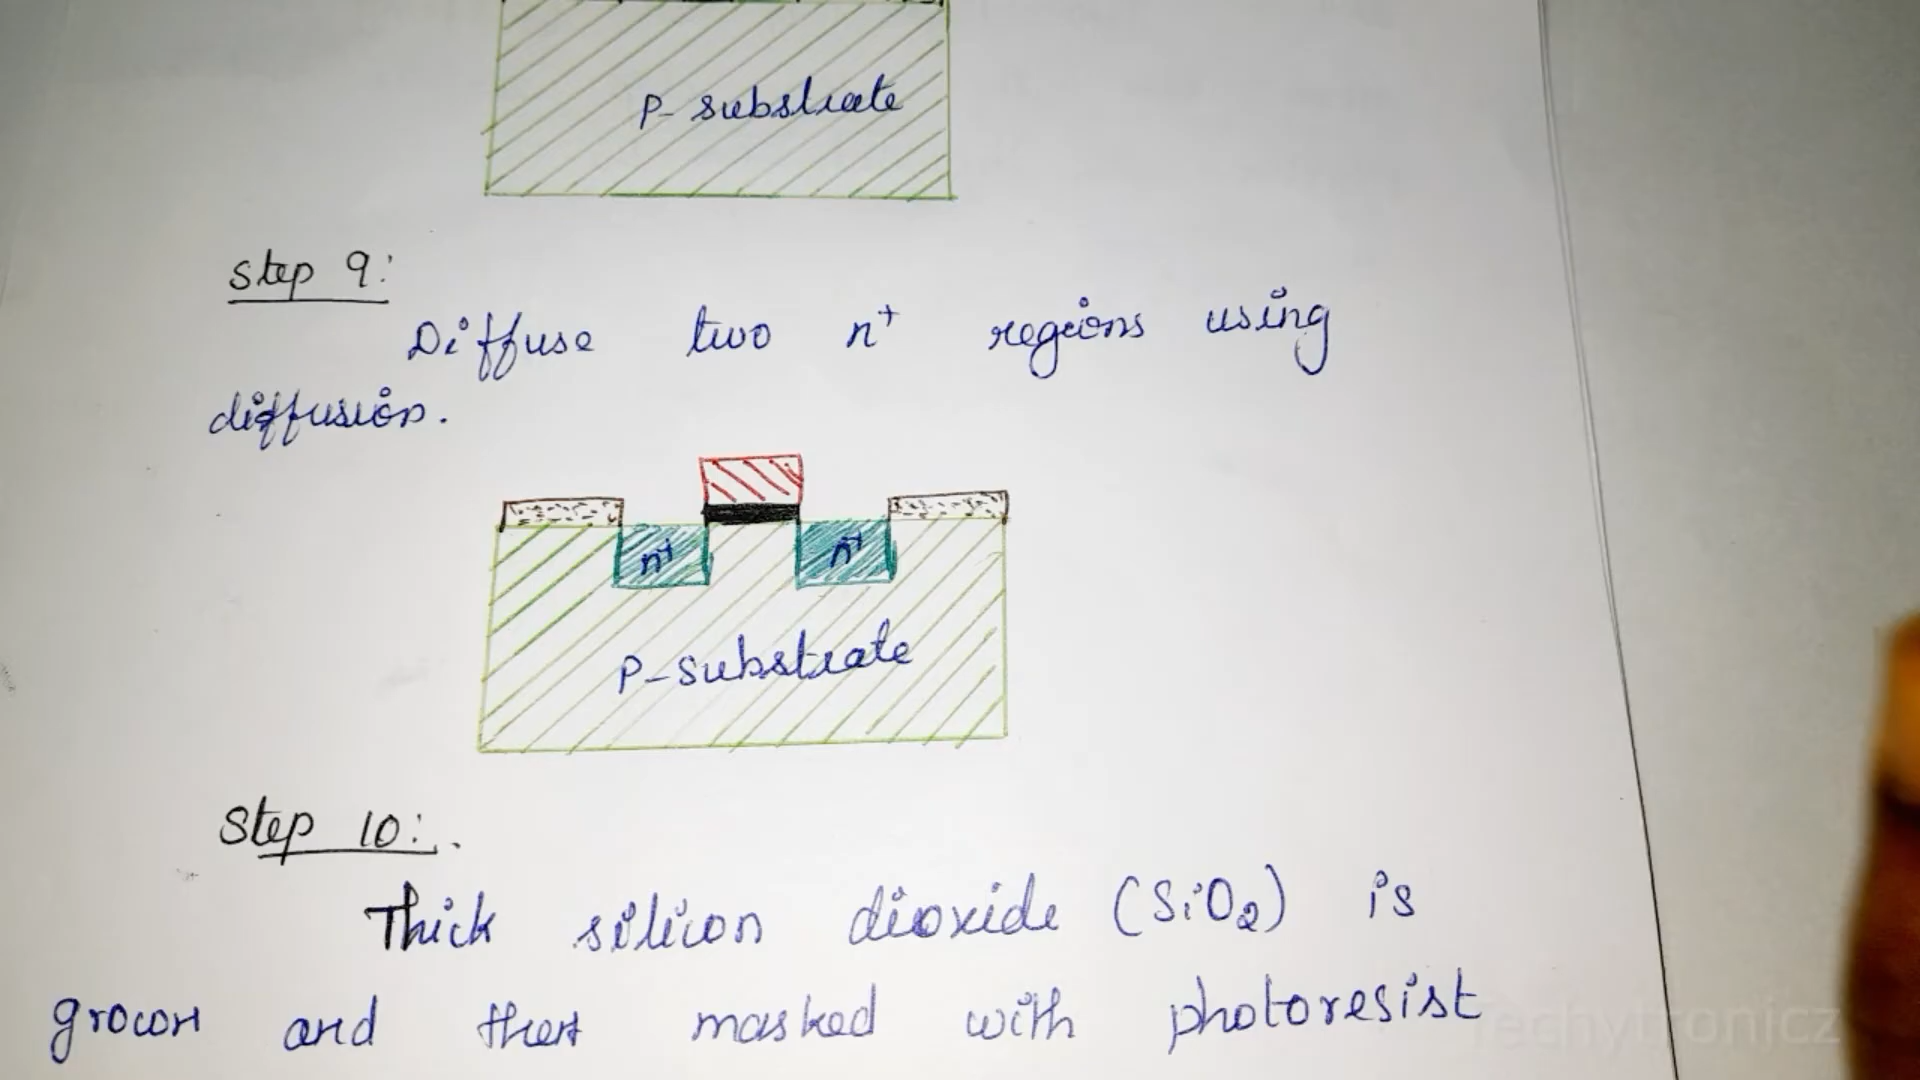 P-substrate
Step 9:
Diffuse two n+ regions using
diffusion.
n+ n+
P-substrate
Step 10:.
Thick silicon dioxide (SiO2) is
grown and then masked with photoresist
Techytronicz